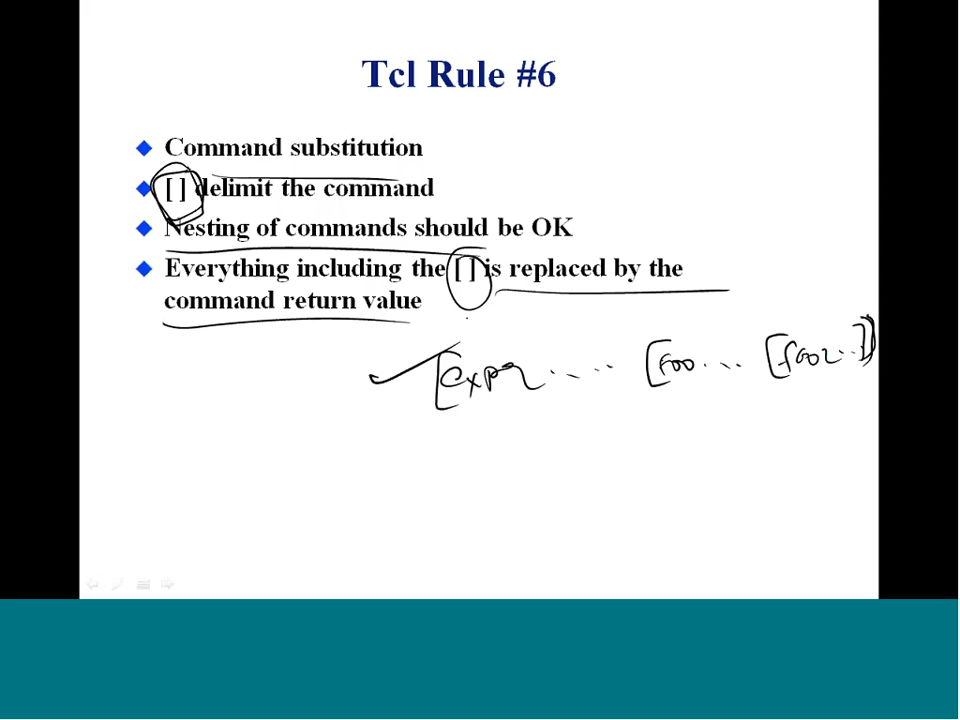 Tcl Rule #6
Command substitution
[ ] delimit the command
Nesting of commands should be OK
Everything including the [ ] is replaced by the
command return value
[expr .... [foo ... [foo2..]]